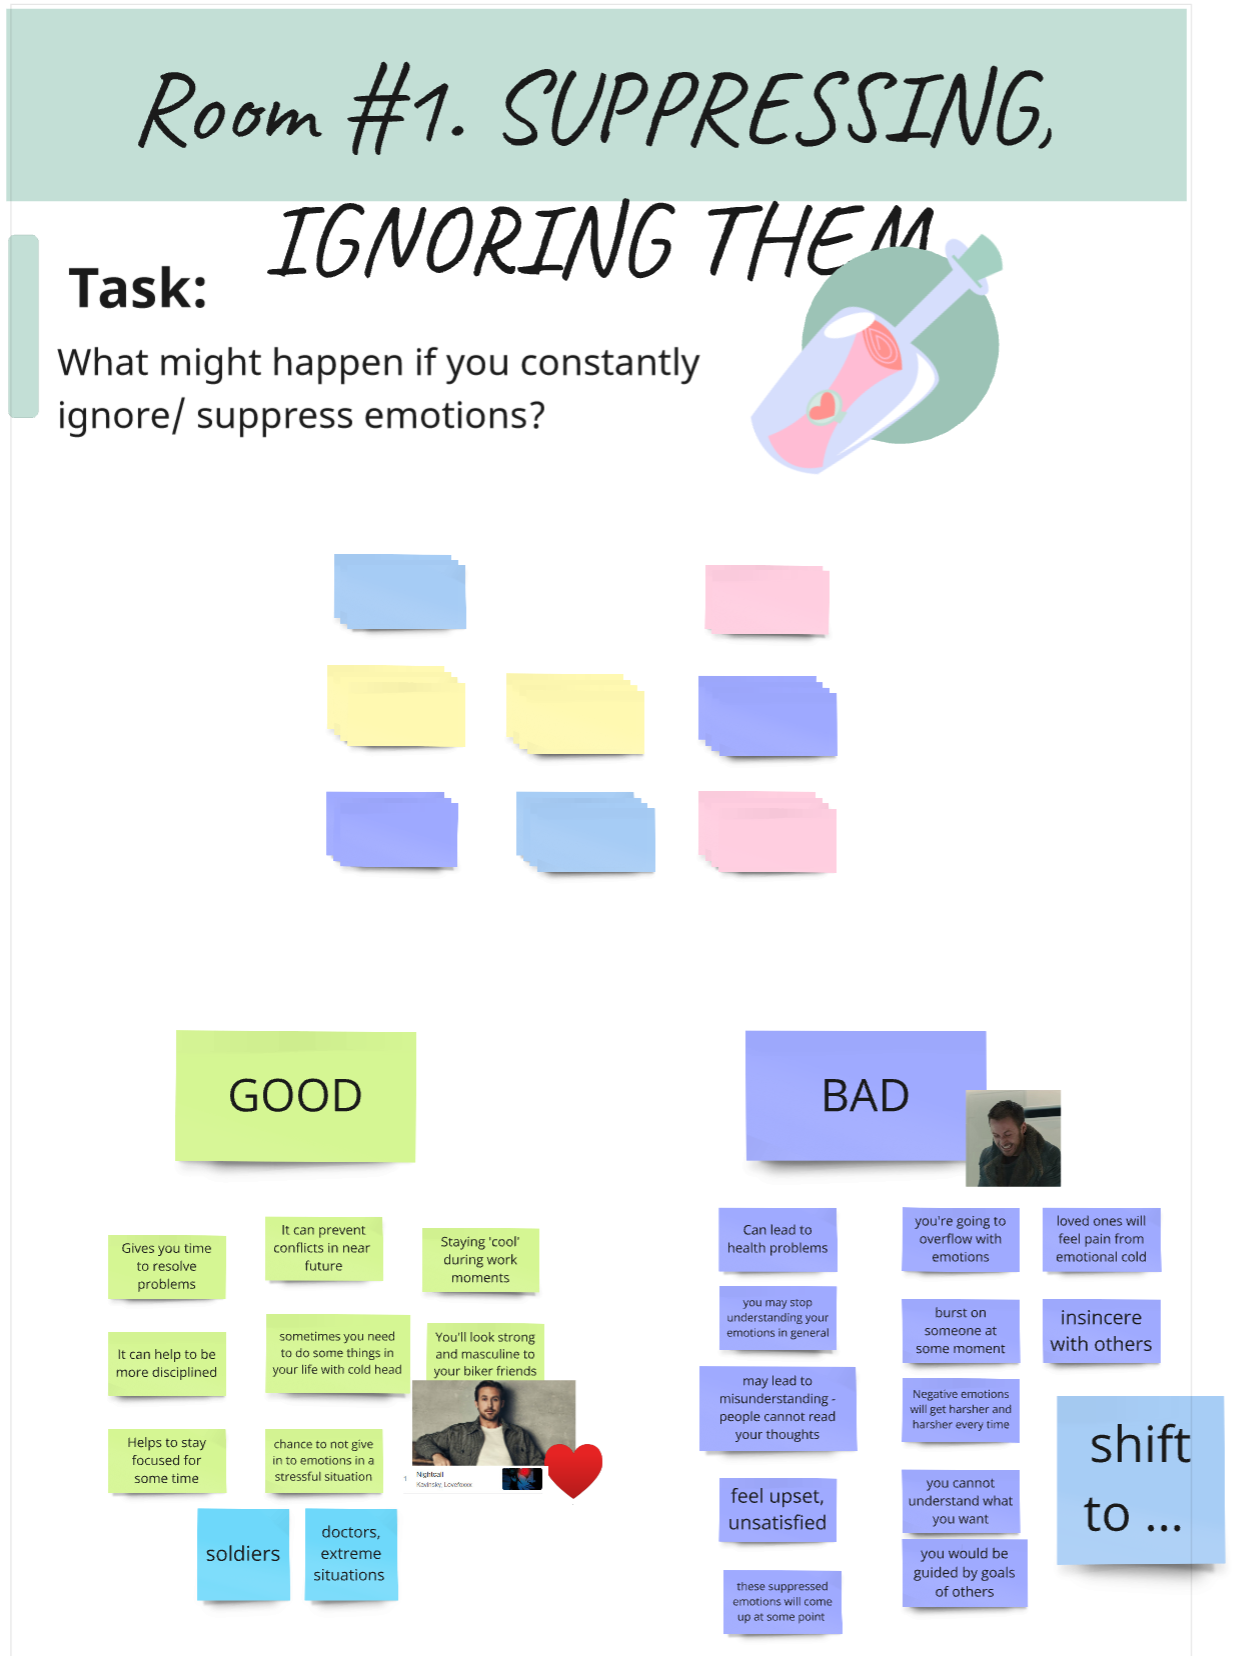 Room #1. SUPPRESSING,
IGNORING THEM
Task:
What might happen if you constantly
ignore/ suppress emotions?
GOOD
Gives you time
to resolve
problems
It can prevent
conflicts in near
future
Staying 'cool'
during work
moments
It can help to be
more disciplined
sometimes you need
to do some things in
your life with cold head
You'll look strong
and masculine to
your biker friends
Helps to stay
focused for
some time
chance to not give
in to emotions in a
stressful situation
1
Nightcall
Kavinsky, Lovefoxxx
soldiers
doctors,
extreme
situations
BAD
Can lead to
health problems
you're going to
overflow with
emotions
loved ones will
feel pain from
emotional cold
you may stop
understanding your
emotions in general
burst on
someone at
some moment
insincere
with others
may lead to
misunderstanding -
people cannot read
your thoughts
Negative emotions
will get harsher and
harsher every time
shift
to ...
feel upset,
unsatisfied
you cannot
understand what
you want
you would be
guided by goals
of others
these suppressed
emotions will come
up at some point